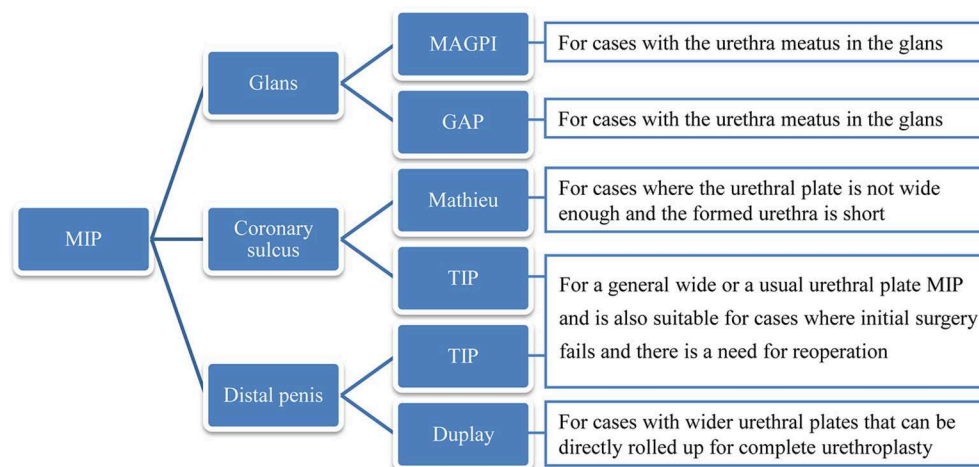 MIP
Glans
MAGPI
For cases with the urethra meatus in the glans
GAP
For cases with the urethra meatus in the glans
Coronary
sulcus
Mathieu
For cases where the urethral plate is not wide
enough and the formed urethra is short
TIP
For a general wide or a usual urethral plate MIP
and is also suitable for cases where initial surgery
fails and there is a need for reoperation
Distal penis
TIP
Duplay
For cases with wider urethral plates that can be
directly rolled up for complete urethroplasty